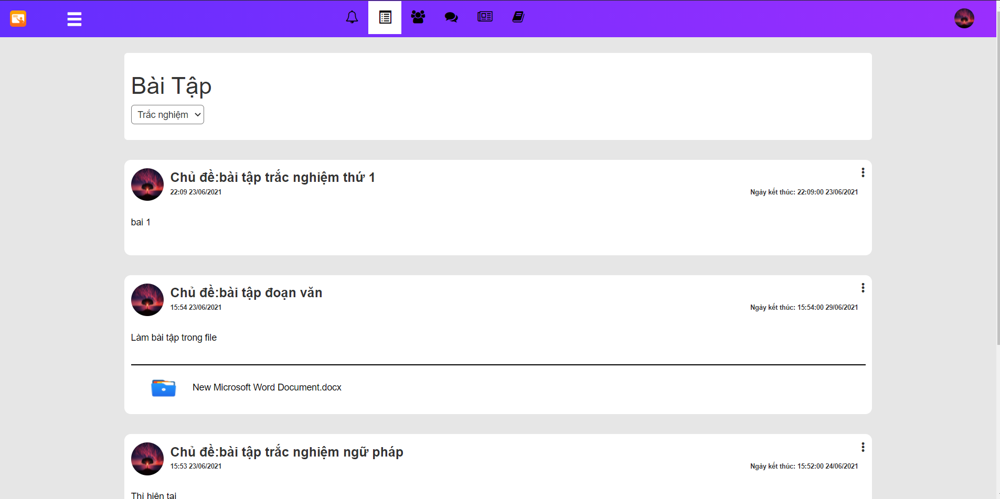 Bài Tập
Trắc nghiệm
Chủ đề:bài tập trắc nghiệm thứ 1
22:09 23/06/2021
Ngày kết thúc: 22:09:00 23/06/2021
bai 1
Chủ đề:bài tập đoạn văn
15:54 23/06/2021
Ngày kết thúc: 15:54:00 29/06/2021
Làm bài tập trong file
New Microsoft Word Document.docx
Chủ đề:bài tập trắc nghiệm ngữ pháp
15:53 23/06/2021
Ngày kết thúc: 15:52:00 24/06/2021
Thì hiện tại